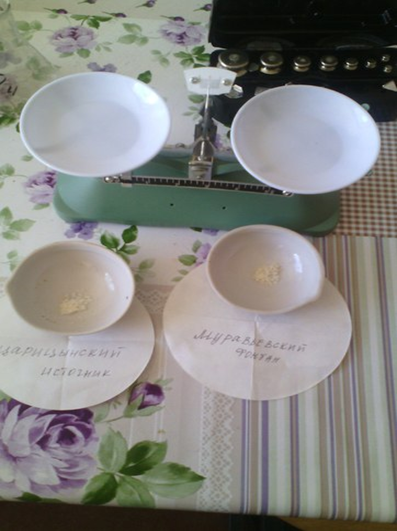 Царицынский
источник
Муравьевский
фонтан